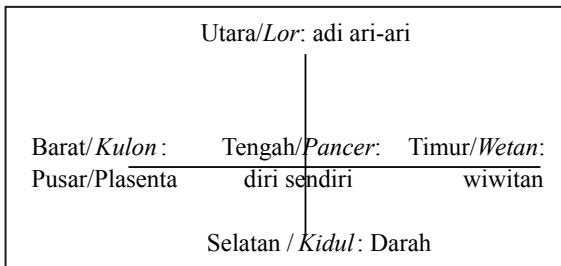 Utara/Lor: adi ari-ari
Barat/Kulon : Tengah/Pancer: Timur/Wetan:
Pusar/Plasenta diri sendiri wiwitan
Selatan / Kidul: Darah